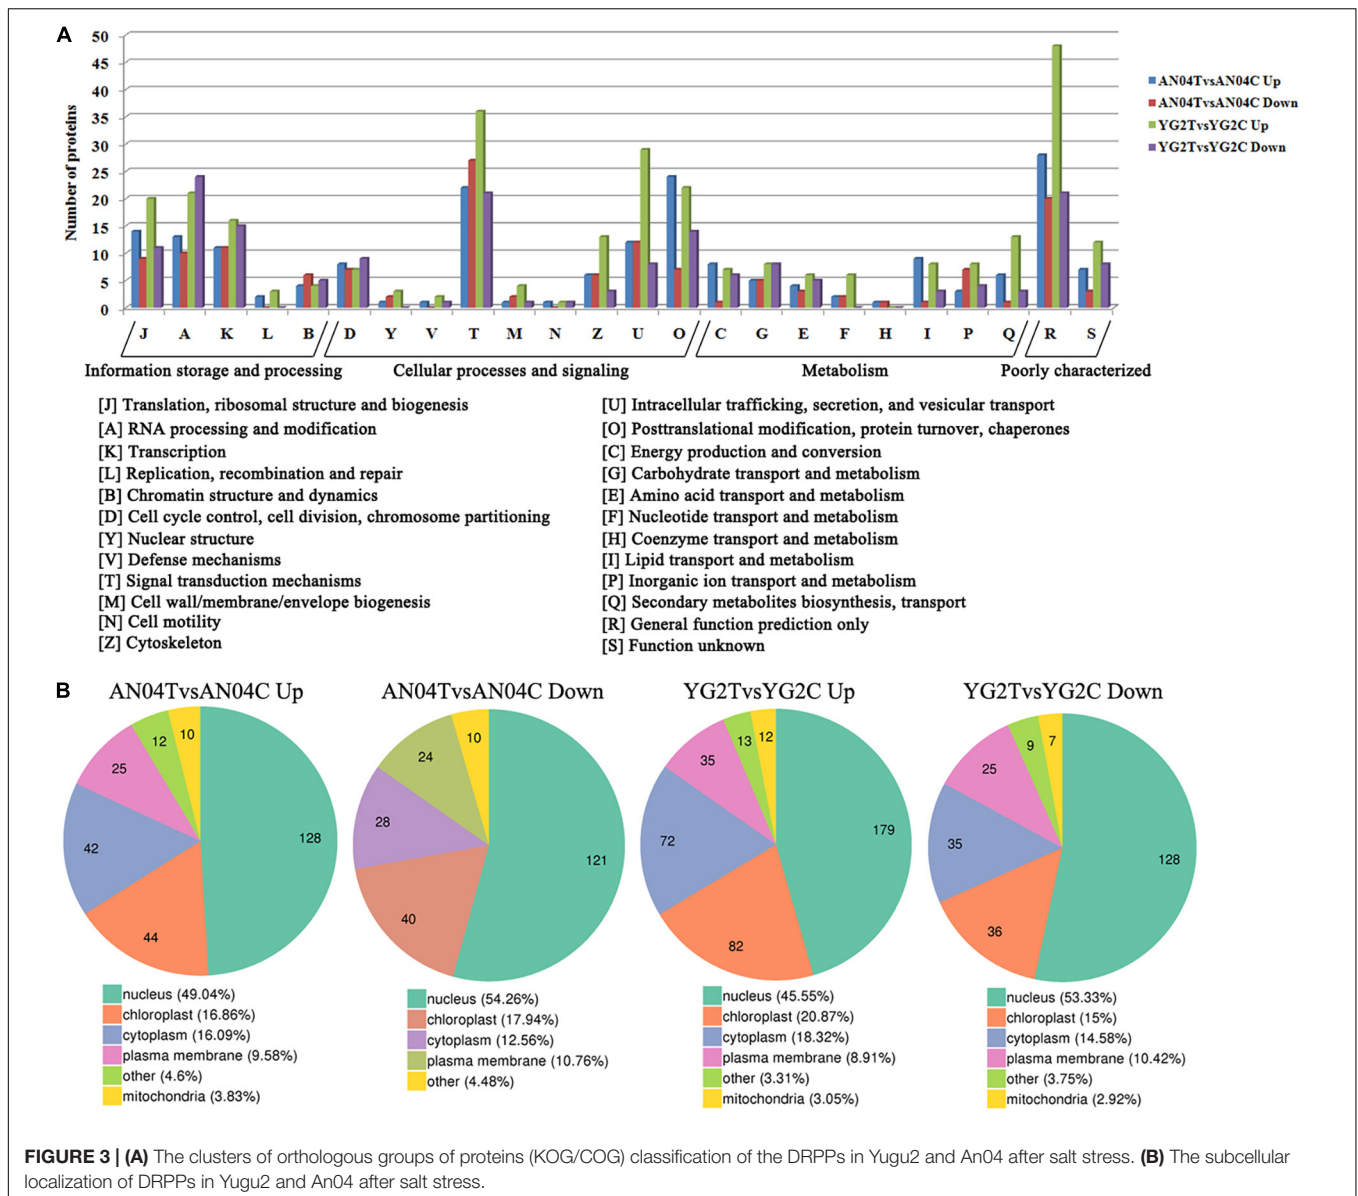 A
50
45
40
35
30
25
20
15
10
5
0
Number of proteins
AN04TvsAN04C Up
AN04TvsAN04C Down
YG2TvsYG2C Up
YG2TvsYG2C Down
J A K L B D Y V T M N Z U O C G E F H I P Q R S
Information storage and processing Cellular processes and signaling Metabolism Poorly characterized
[J] Translation, ribosomal structure and biogenesis
[A] RNA processing and modification
[K] Transcription
[L] Replication, recombination and repair
[B] Chromatin structure and dynamics
[D] Cell cycle control, cell division, chromosome partitioning
[Y] Nuclear structure
[V] Defense mechanisms
[T] Signal transduction mechanisms
[M] Cell wall/membrane/envelope biogenesis
[N] Cell motility
[Z] Cytoskeleton
[U] Intracellular trafficking, secretion, and vesicular transport
[O] Posttranslational modification, protein turnover, chaperones
[C] Energy production and conversion
[G] Carbohydrate transport and metabolism
[E] Amino acid transport and metabolism
[F] Nucleotide transport and metabolism
[H] Coenzyme transport and metabolism
[I] Lipid transport and metabolism
[P] Inorganic ion transport and metabolism
[Q] Secondary metabolites biosynthesis, transport
[R] General function prediction only
[S] Function unknown
B
AN04TvsAN04C Up
128
44
42
25
12
10
nucleus (49.04%)
chloroplast (16.86%)
cytoplasm (16.09%)
plasma membrane (9.58%)
other (4.6%)
mitochondria (3.83%)
AN04TvsAN04C Down
121
40
28
24
10
nucleus (54.26%)
chloroplast (17.94%)
cytoplasm (12.56%)
plasma membrane (10.76%)
other (4.48%)
YG2TvsYG2C Up
179
82
72
35
13
12
nucleus (45.55%)
chloroplast (20.87%)
cytoplasm (18.32%)
plasma membrane (8.91%)
other (3.31%)
mitochondria (3.05%)
YG2TvsYG2C Down
128
36
35
25
9
7
nucleus (53.33%)
chloroplast (15%)
cytoplasm (14.58%)
plasma membrane (10.42%)
other (3.75%)
mitochondria (2.92%)
FIGURE 3 | (A) The clusters of orthologous groups of proteins (KOG/COG) classification of the DRPPs in Yugu2 and An04 after salt stress. (B) The subcellular
localization of DRPPs in Yugu2 and An04 after salt stress.